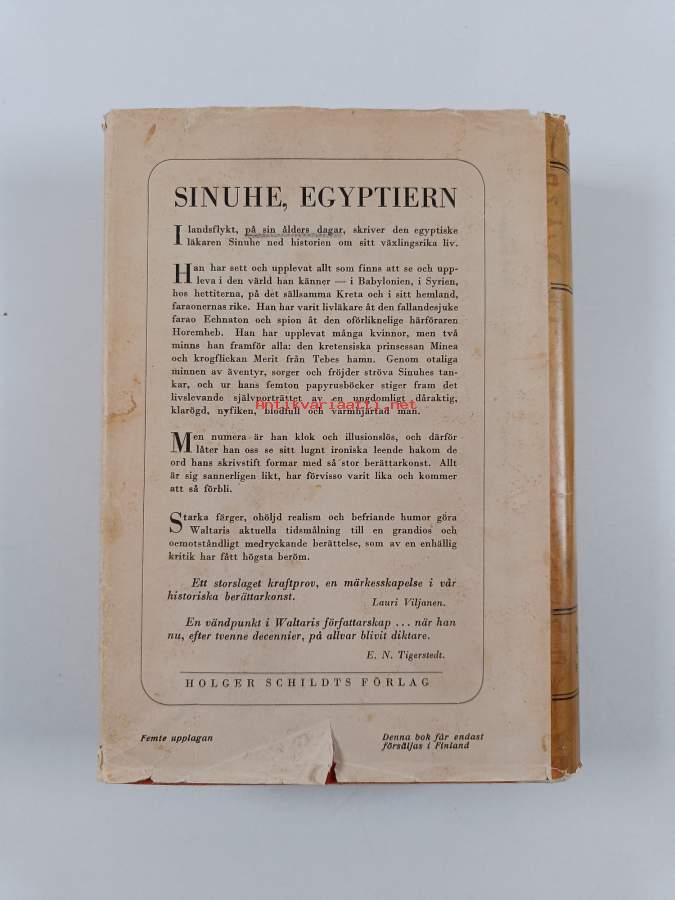 SINUHE, EGYPTIERN
I landsflykt, på sin ålders dagar, skriver den egyptiske
läkaren Sinuhe ned historien om sitt växlingsrika liv.
Han har sett och upplevat allt som finns att se och upp-
leva i den värld han känner — i Babylonien, i Syrien,
hos hettiterna, på det sällsamma Kreta och i sitt hemland,
faraonernas rike. Han har varit livläkare åt den fallandesjuke
farao Echnaton och spion åt den oförliknelige härföraren
Horemheb. Han har upplevat många kvinnor, men två
minns han framför alla: den kretensiska prinsessan Minea
och krogflickan Merit från Tebes hamn. Genom otaliga
minnen av äventyr, sorger och fröjder ströva Sinuhes tan-
kar, och ur hans femton papyrusböcker stiger fram det
livslevande självporträttet av en ungdomligt dåraktig,
klarögd, nyfiken, blodfull och varmhjärtad man.
Antikvariaatti.net
Men numera är han klok och illusionslös, och därför
låter han oss se sitt lugnt ironiska leende bakom de
ord hans skrivstift formar med så stor berättarkonst. Allt
är sig sannerligen likt, har förvisso varit lika och kommer
att så förbli.
Starka färger, ohöljd realism och befriande humor göra
Waltaris aktuella tidsmålning till en grandios och
oemotståndligt medryckande berättelse, som av en enhällig
kritik har fått högsta beröm.
Ett storslaget kraftprov, en märkesskapelse i vår
historiska berättarkonst.
Lauri Viljanen.
En vändpunkt i Waltaris författarskap ... när han
nu, efter tvenne decennier, på allvar blivit diktare.
E. N. Tigerstedt.
HOLGER SCHILDTS FÖRLAG
Femte upplagan
Denna bok får endast
försäljas i Finland